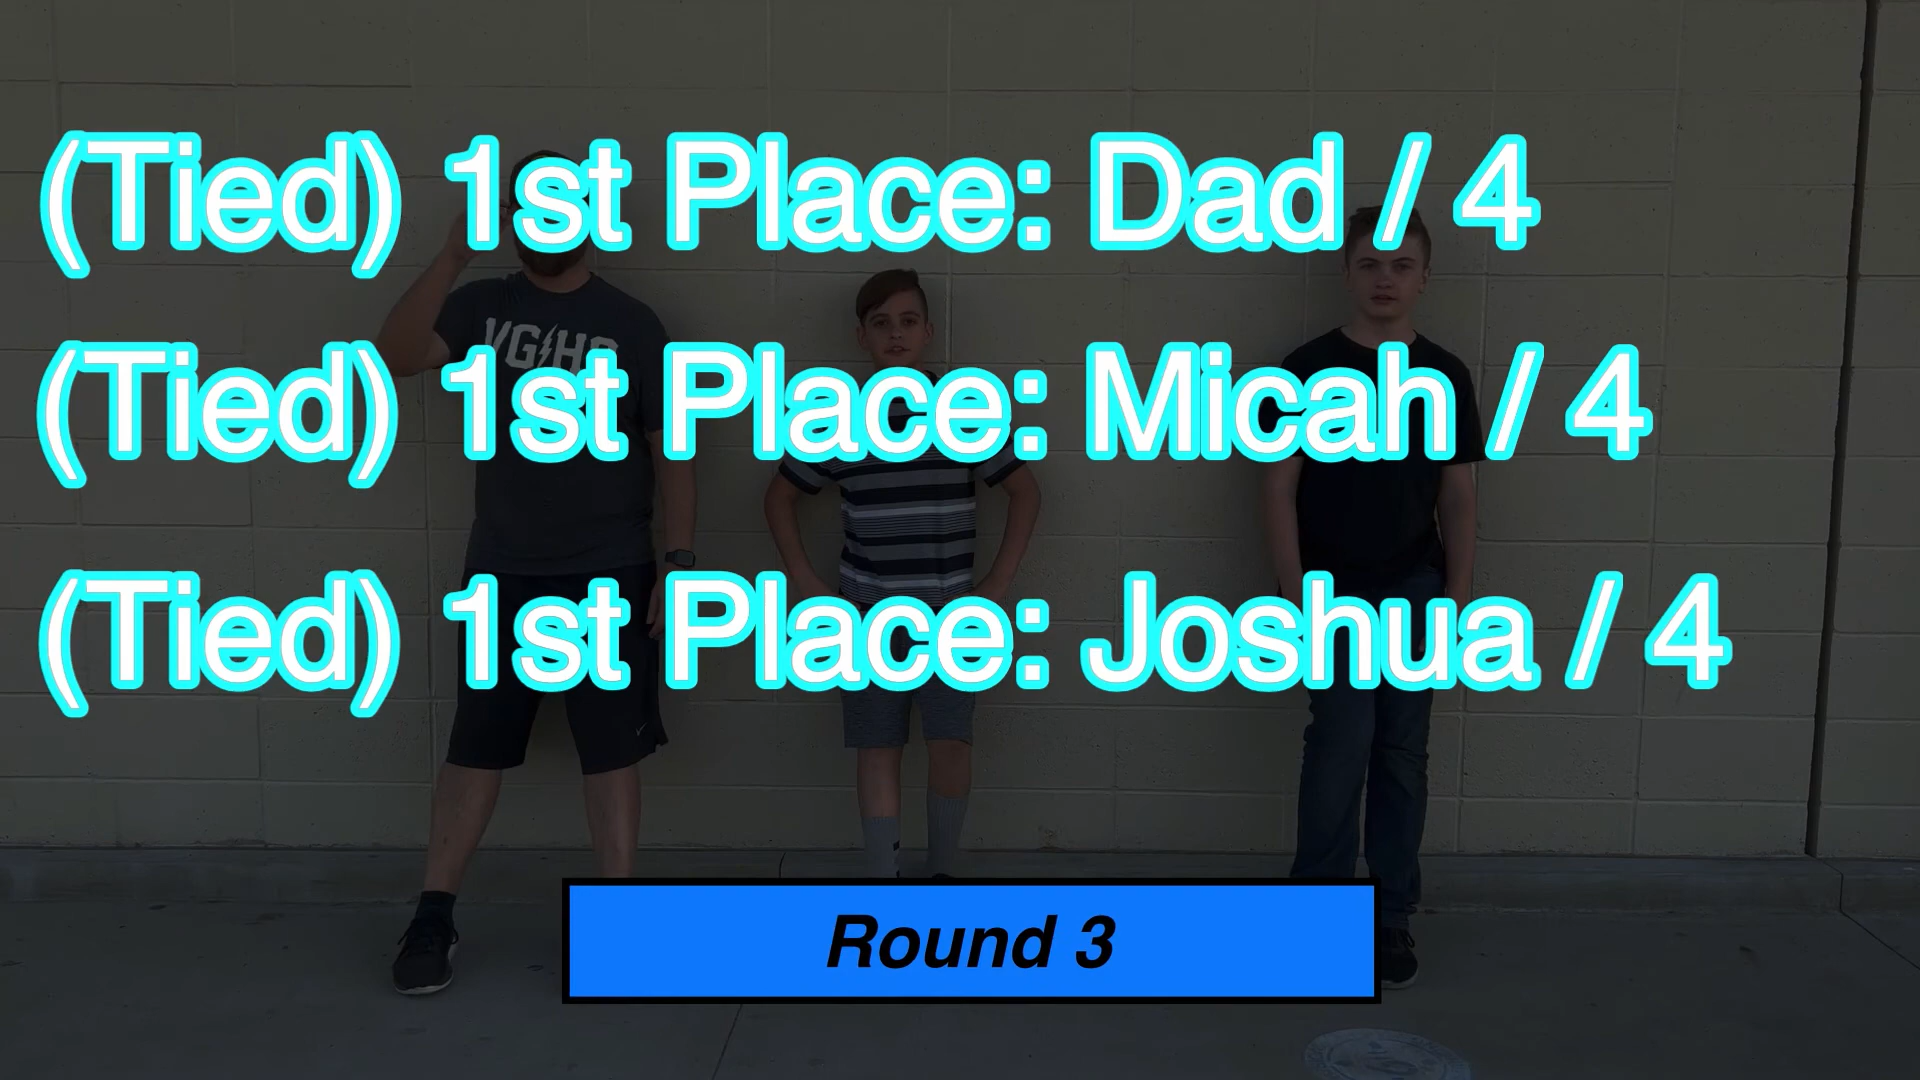 (Tied) 1st Place: Dad / 4
(Tied) 1st Place: Micah / 4
(Tied) 1st Place: Joshua / 4
Round 3